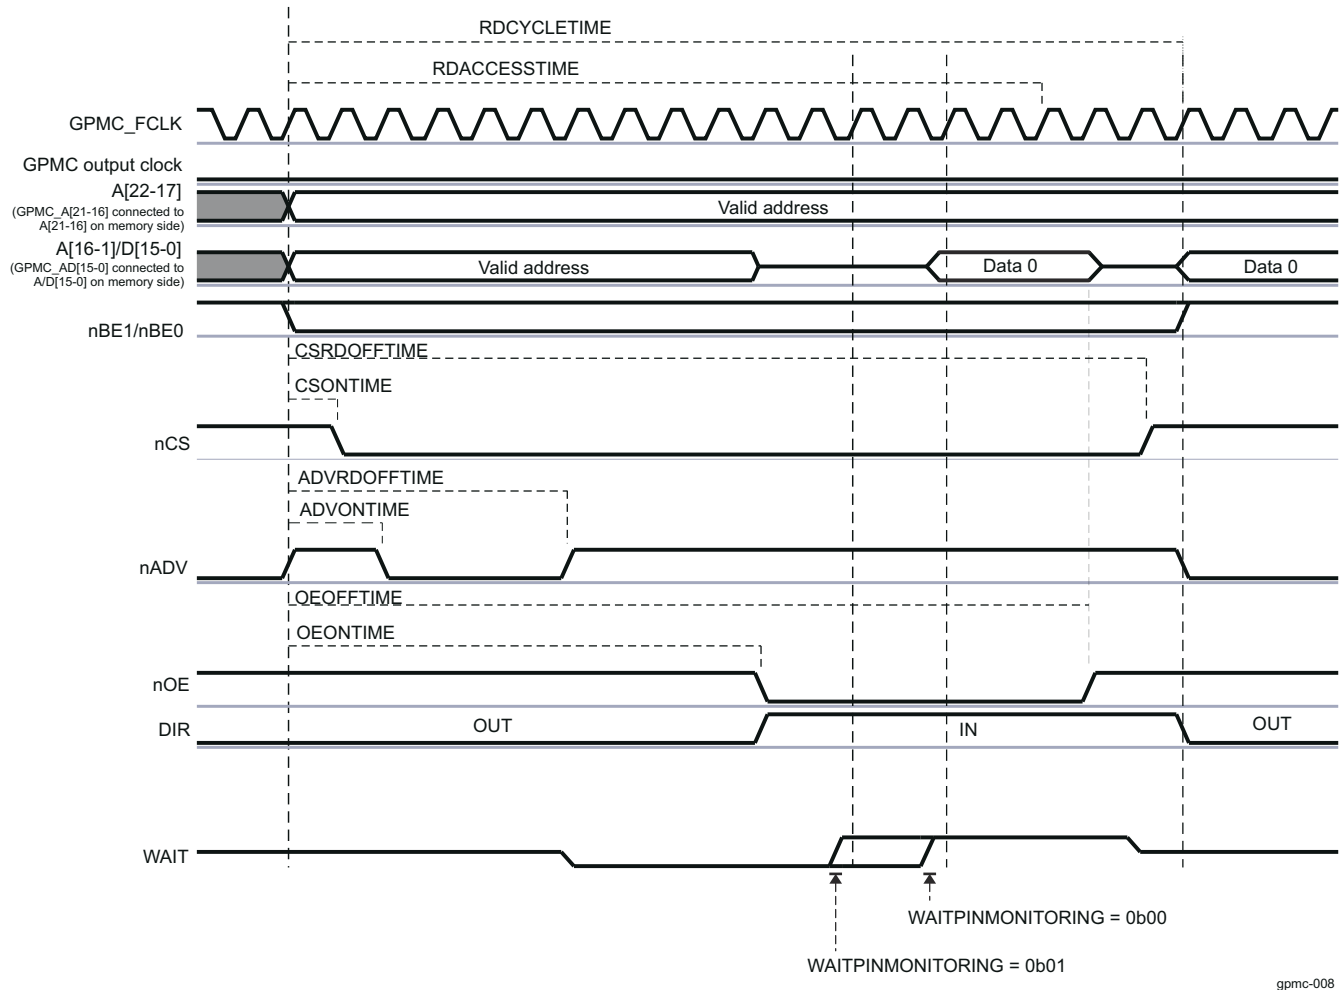 RDCYCLETIME
RDACCESSTIME
GPMC_FCLK
GPMC output clock
A[22-17]
(GPMC_A[21-16] connected to
A[21-16] on memory side)
Valid address
A[16-1]/D[15-0]
(GPMC_AD[15-0] connected to
A/D[15-0] on memory side)
Valid address
Data 0
Data 0
nBE1/nBE0
CSRDOFFTIME
CSONTIME
nCS
ADVRDOFFTIME
ADVONTIME
nADV
OEOFFTIME
OEONTIME
nOE
DIR
OUT
IN
OUT
WAIT
WAITPINMONITORING = 0b00
WAITPINMONITORING = 0b01
gpmc-008